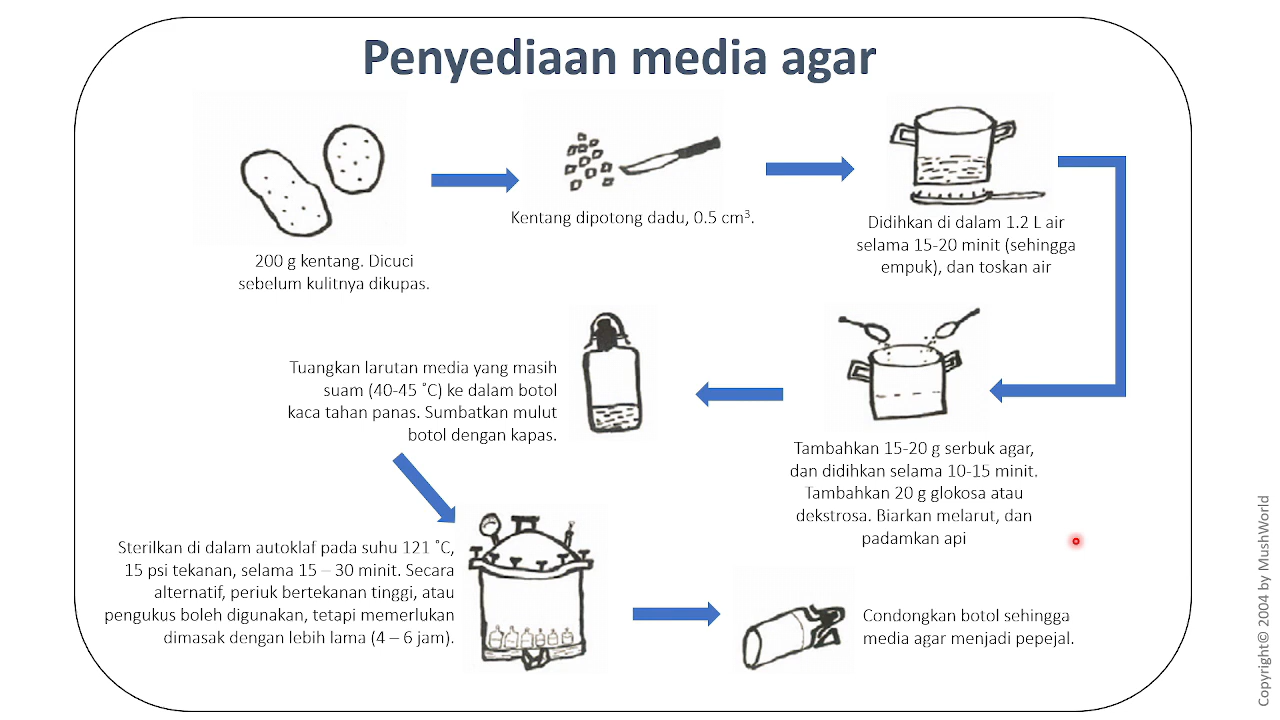 Penyediaan media agar
200 g kentang. Dicuci
sebelum kulitnya dikupas.
Kentang dipotong dadu, 0.5 cm³.
Didihkan di dalam 1.2 L air
selama 15-20 minit (sehingga
empuk), dan toskan air
Tambahkan 15-20 g serbuk agar,
dan didihkan selama 10-15 minit.
Tambahkan 20 g glokosa atau
dekstrosa. Biarkan melarut, dan
padamkan api
Tuangkan larutan media yang masih
suam (40-45 ˚C) ke dalam botol
kaca tahan panas. Sumbatkan mulut
botol dengan kapas.
Sterilkan di dalam autoklaf pada suhu 121 ˚C,
15 psi tekanan, selama 15 – 30 minit. Secara
alternatif, periuk bertekanan tinggi, atau
pengukus boleh digunakan, tetapi memerlukan
dimasak dengan lebih lama (4 – 6 jam).
Condongkan botol sehingga
media agar menjadi pepejal.
Copyright© 2004 by MushWorld